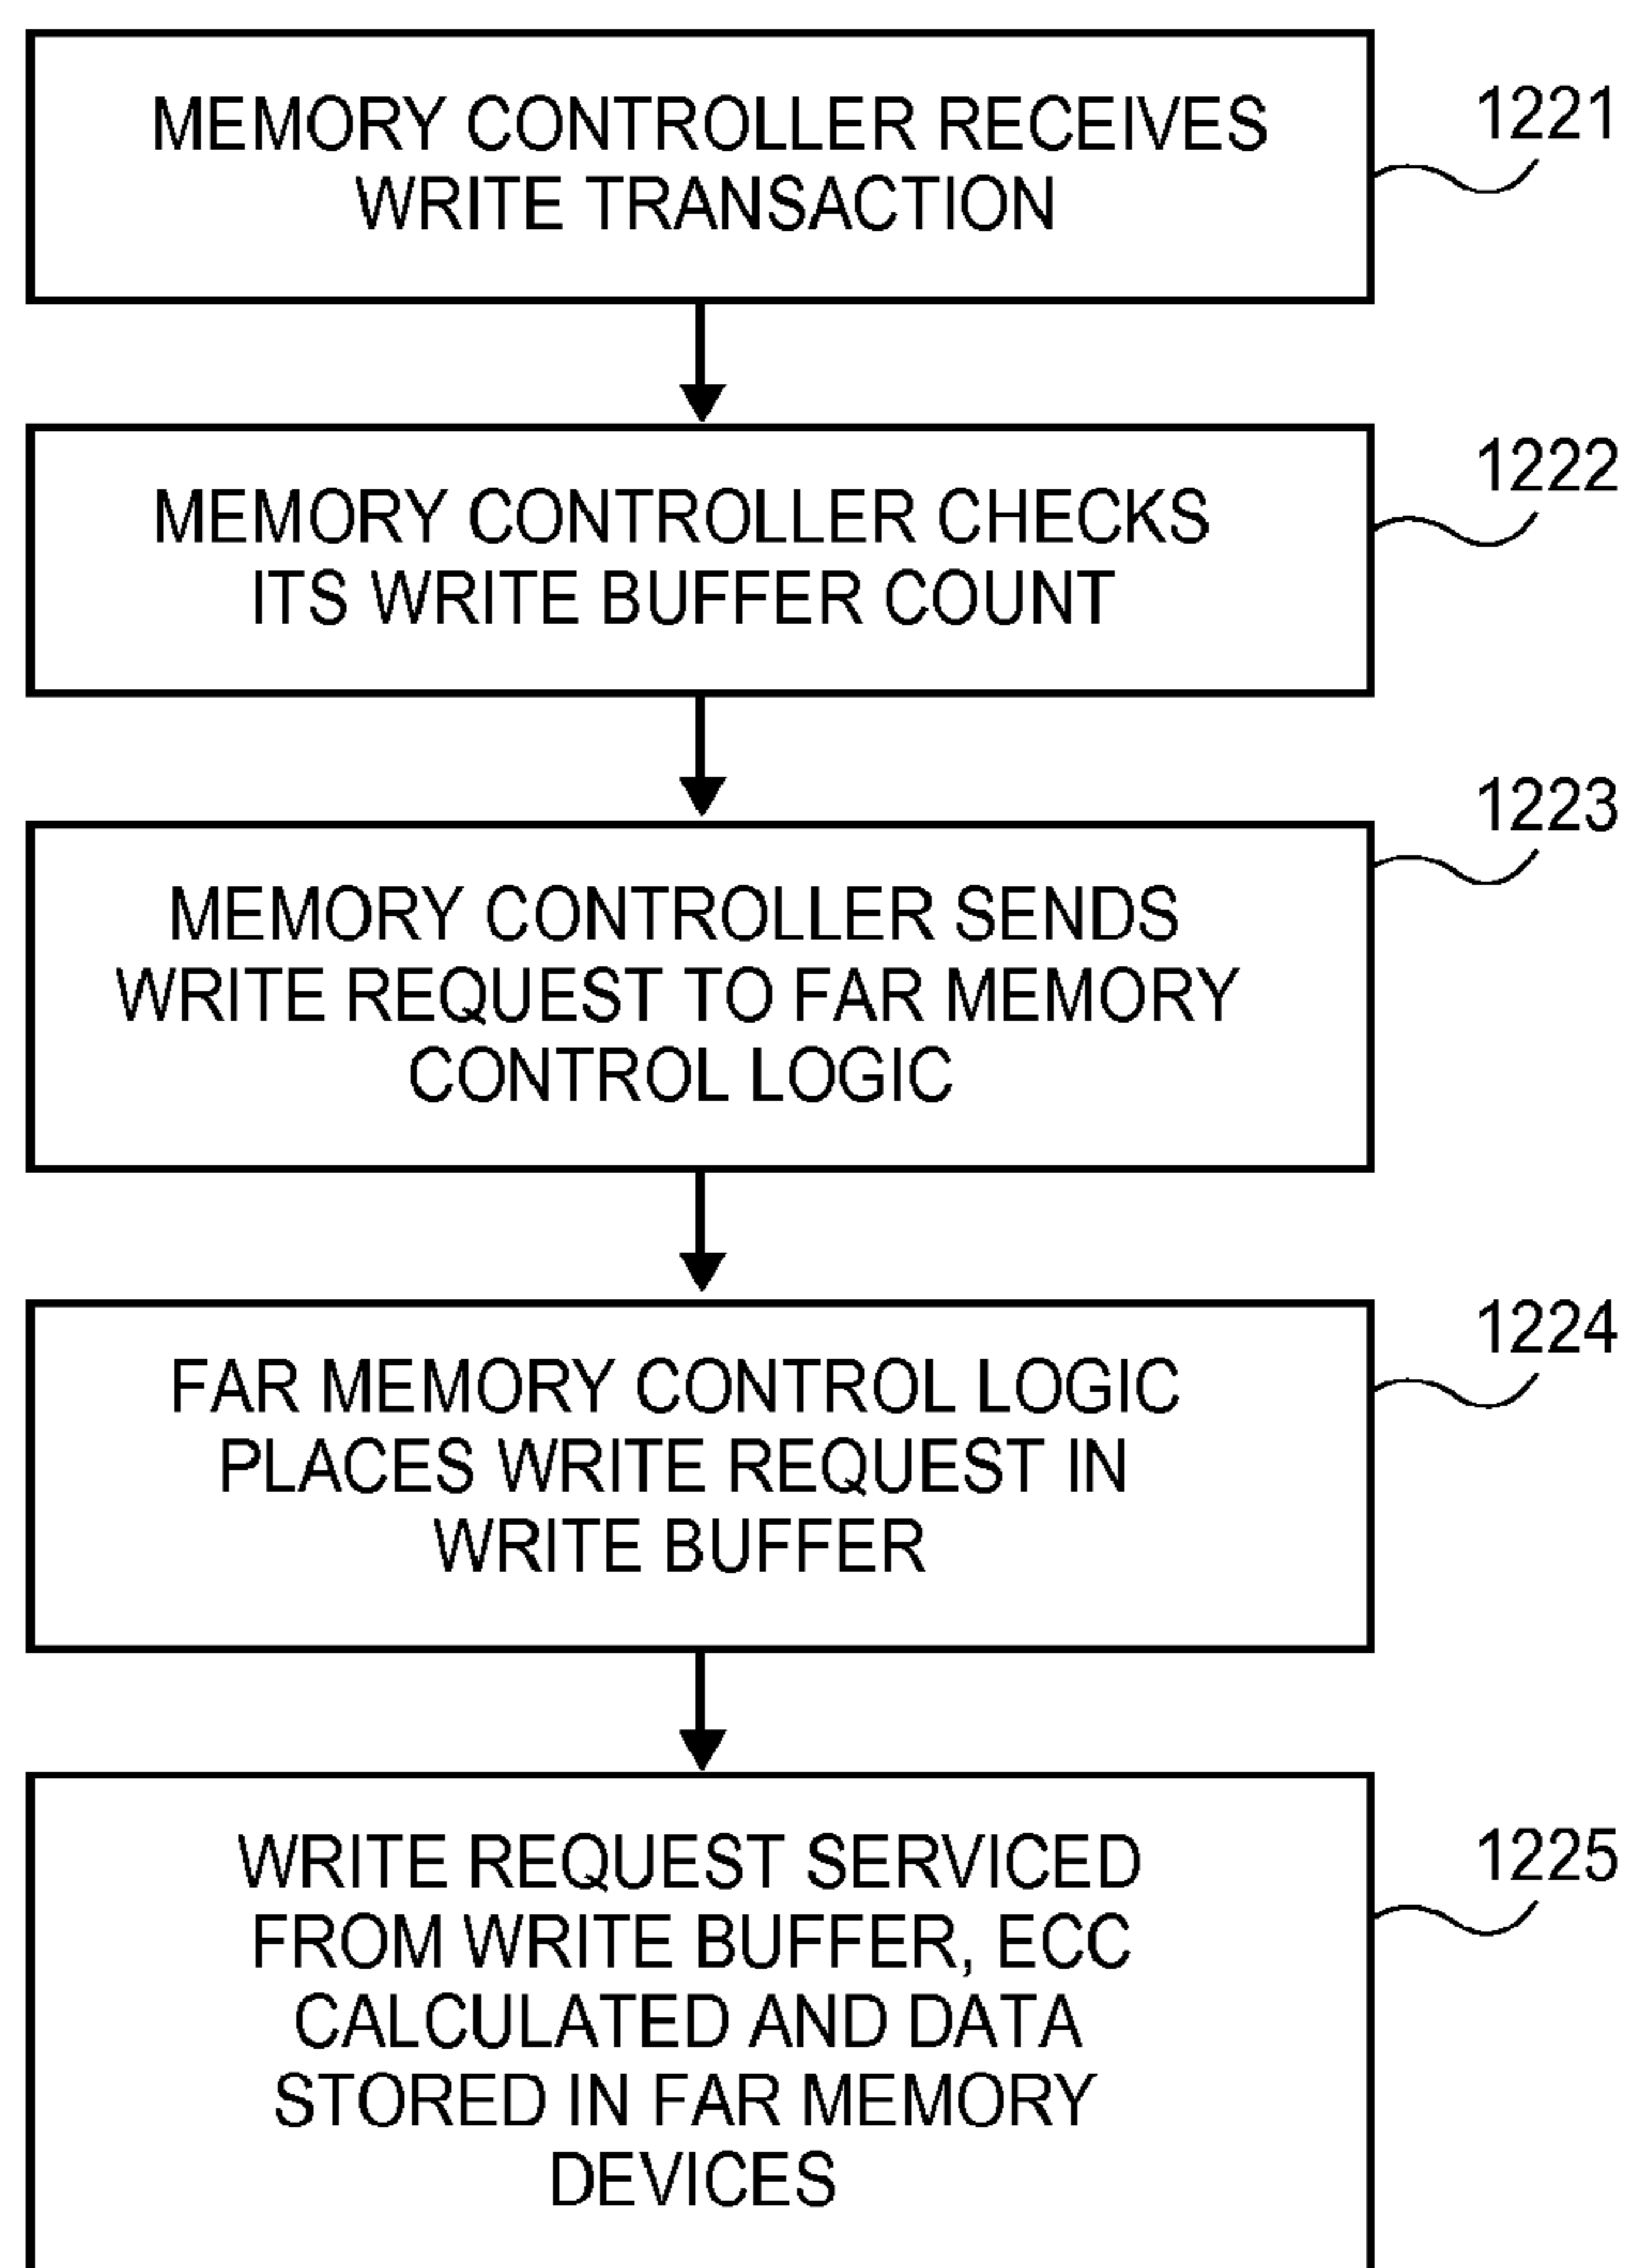 MEMORY CONTROLLER RECEIVES
WRITE TRANSACTION
1221
MEMORY CONTROLLER CHECKS
ITS WRITE BUFFER COUNT
1222
MEMORY CONTROLLER SENDS
WRITE REQUEST TO FAR MEMORY
CONTROL LOGIC
1223
FAR MEMORY CONTROL LOGIC
PLACES WRITE REQUEST IN
WRITE BUFFER
1224
WRITE REQUEST SERVICED
FROM WRITE BUFFER, ECC
CALCULATED AND DATA
STORED IN FAR MEMORY
DEVICES
1225